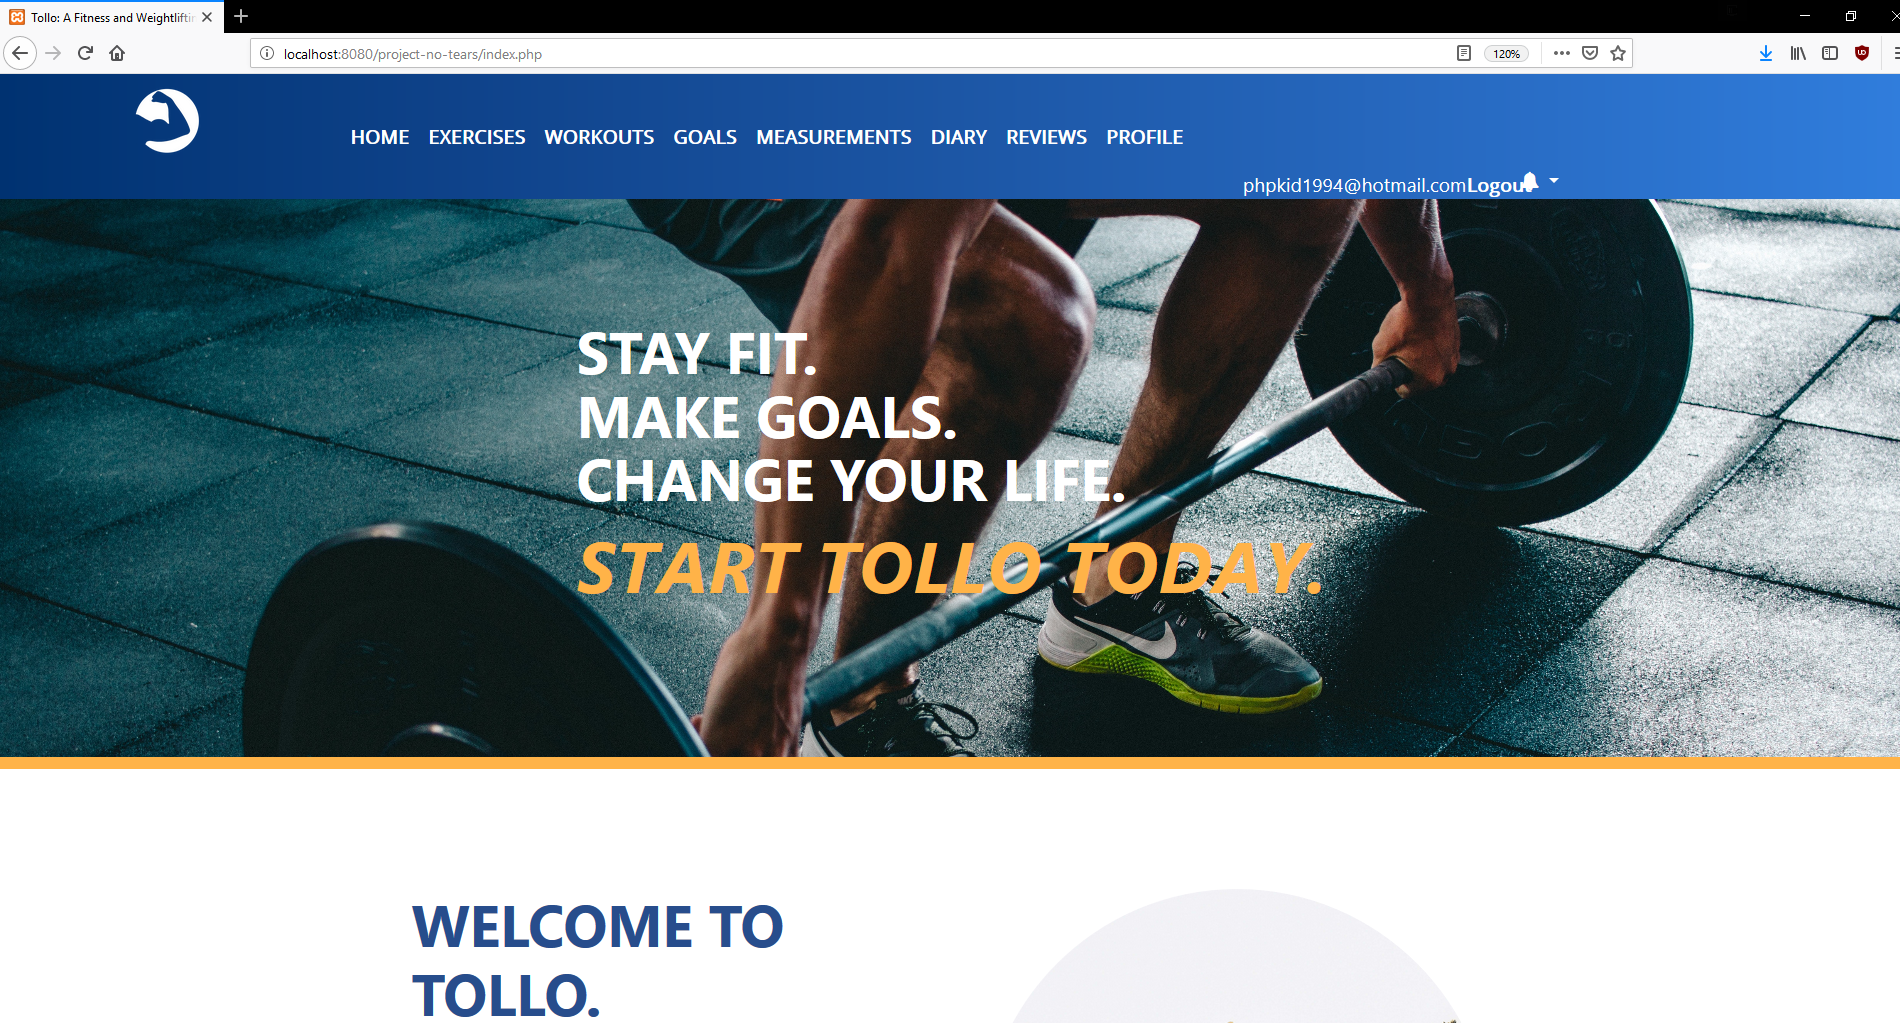 Tollo: A Fitness and Weightlifti
localhost:8080/project-no-tears/index.php
120%
HOME EXERCISES WORKOUTS GOALS MEASUREMENTS DIARY REVIEWS PROFILE
phpkid1994@hotmail.comLogout
STAY FIT.
MAKE GOALS.
CHANGE YOUR LIFE.
START TOLLO TODAY.
WELCOME TO
TOLLO.